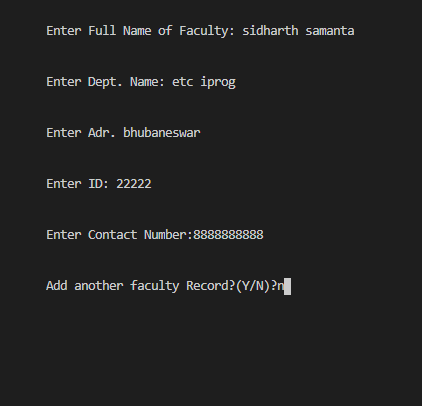 Enter Full Name of Faculty: sidharth samanta
Enter Dept. Name: etc iprog
Enter Adr. bhubaneswar
Enter ID: 22222
Enter Contact Number:8888888888
Add another faculty Record?(Y/N)?n